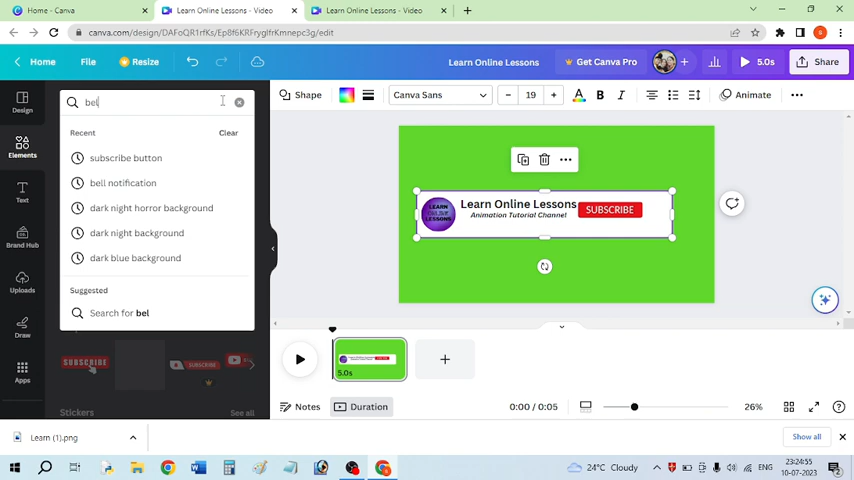 Home - Canva
Learn Online Lessons - Video
Learn Online Lessons - Video
canva.com/design/DAFoQR1rfKs/Ep8f6KRFrygIfrKmnepc3g/edit
Home
File
Resize
Learn Online Lessons
Get Canva Pro
5.0s
Share
Design
Elements
Text
Brand Hub
Uploads
Draw
Apps
bel
Recent
Clear
subscribe button
bell notification
dark night horror background
dark night background
dark blue background
Suggested
Search for bel
SUBSCRIBE
SUBSCRIBE
Stickers
See all
Shape
Canva Sans
19
A
B
I
Animate
LEARN
ONLINE
LESSONS
Learn Online Lessons
Animation Tutorial Channel
SUBSCRIBE
5.0s
Notes
Duration
0:00 / 0:05
26%
Learn (1).png
Show all
24°C Cloudy
ENG
23:24:55
10-07-2023